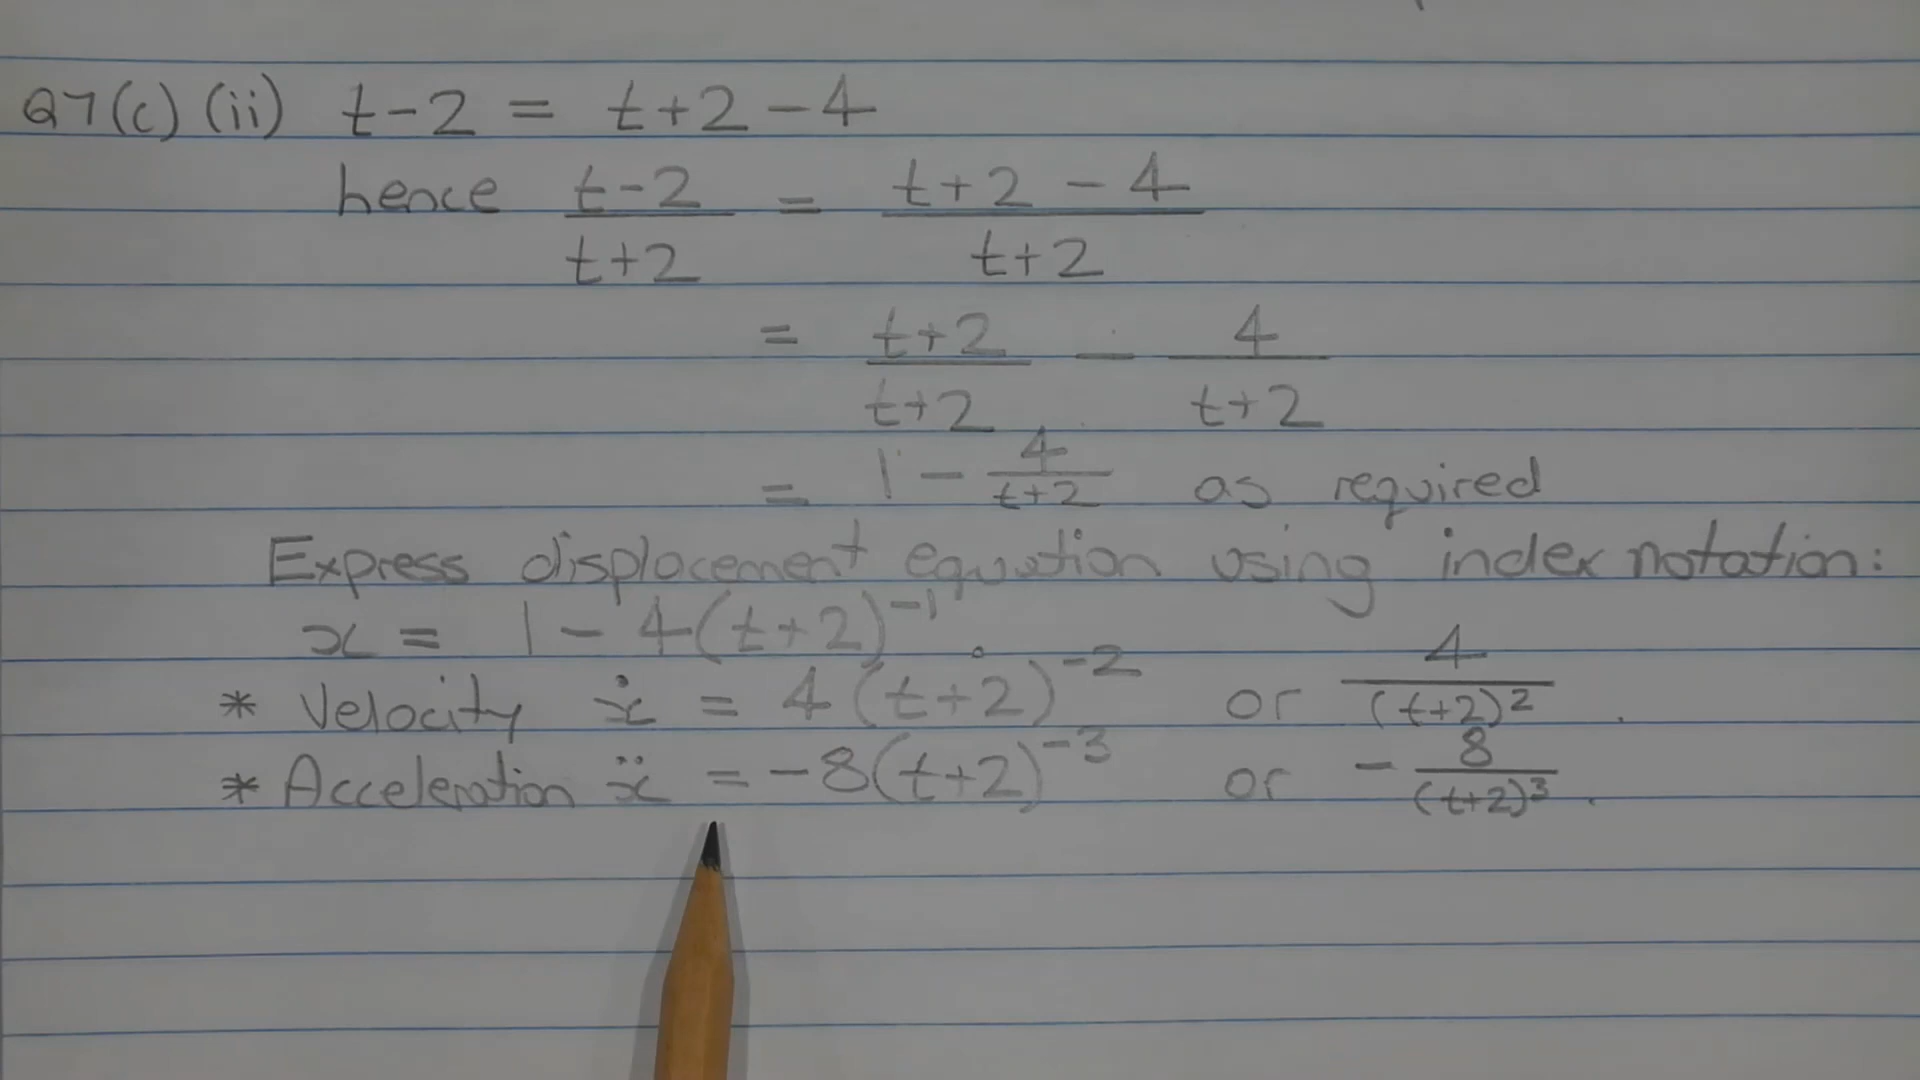 Q7(c) (ii) t-2 = t+2-4
hence t-2/t+2 = t+2-4/t+2
= t+2/t+2 - 4/t+2
= 1 - 4/t+2 as required
Express displacement equation using index notation:
x = 1 - 4(t+2)⁻¹
* Velocity ẋ = 4(t+2)⁻² or 4/(t+2)².
* Acceleration ẍ = -8(t+2)⁻³ or - 8/(t+2)³.